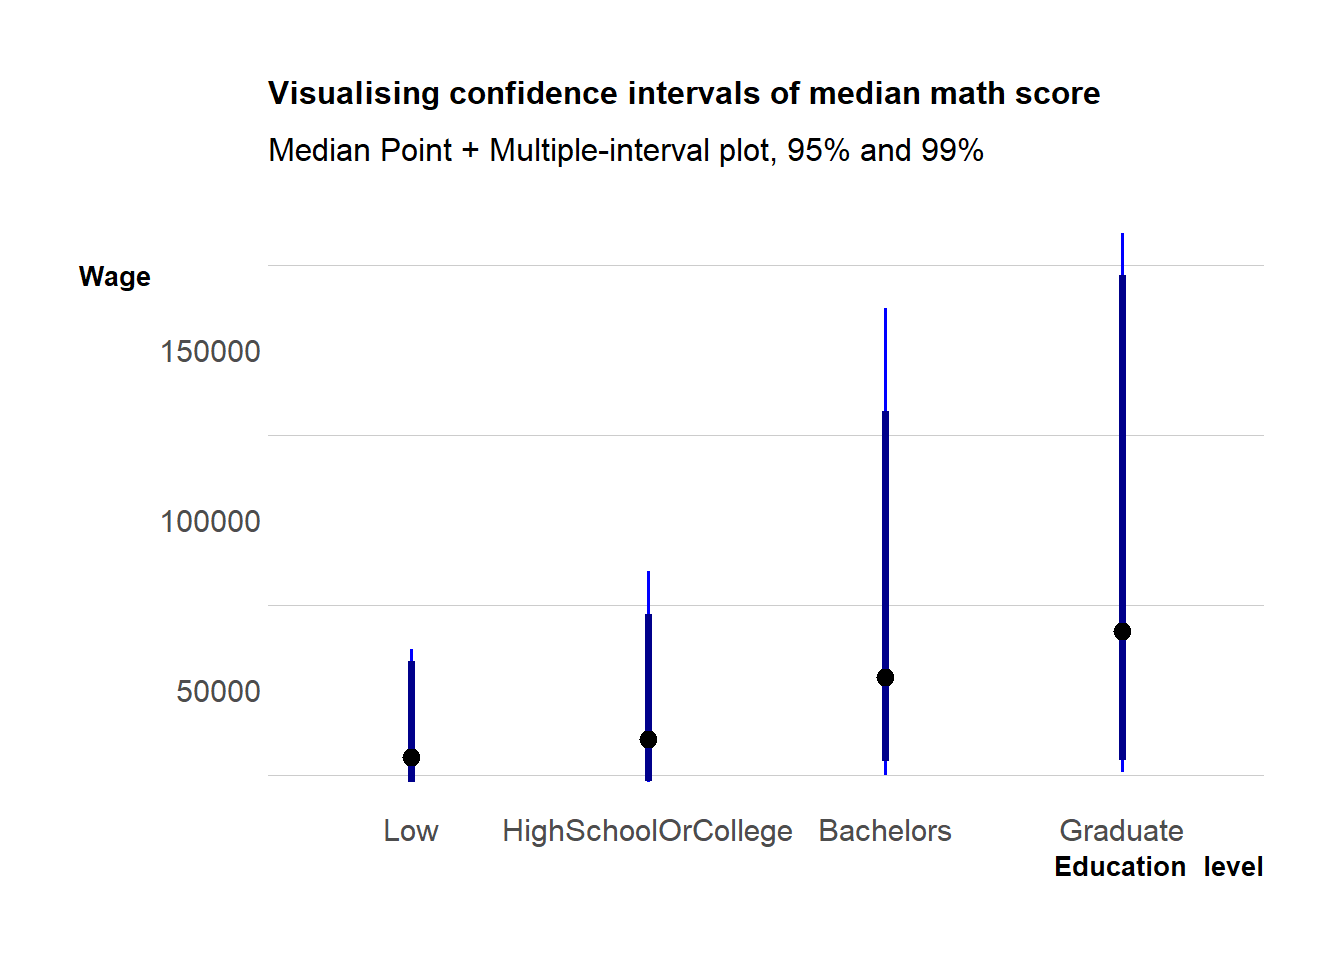 Visualising confidence intervals of median math score
Median Point + Multiple-interval plot, 95% and 99%
Wage
150000
100000
50000
Low HighSchoolOrCollege Bachelors Graduate
Education level